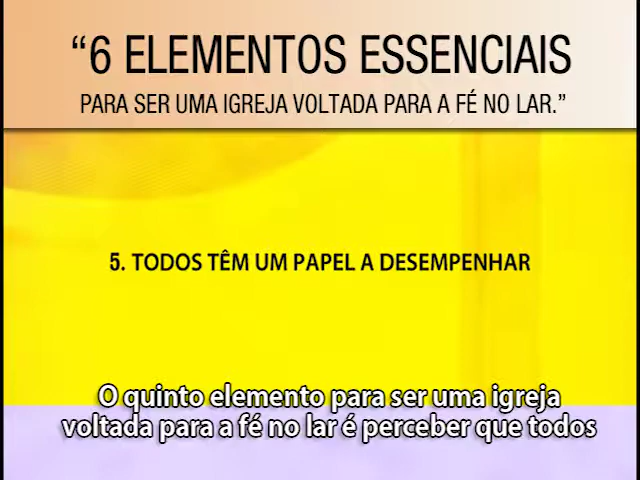 “6 ELEMENTOS ESSENCIAIS
PARA SER UMA IGREJA VOLTADA PARA A FÉ NO LAR.”
5. TODOS TÊM UM PAPEL A DESEMPENHAR
O quinto elemento para ser uma igreja
voltada para a fé no lar é perceber que todos